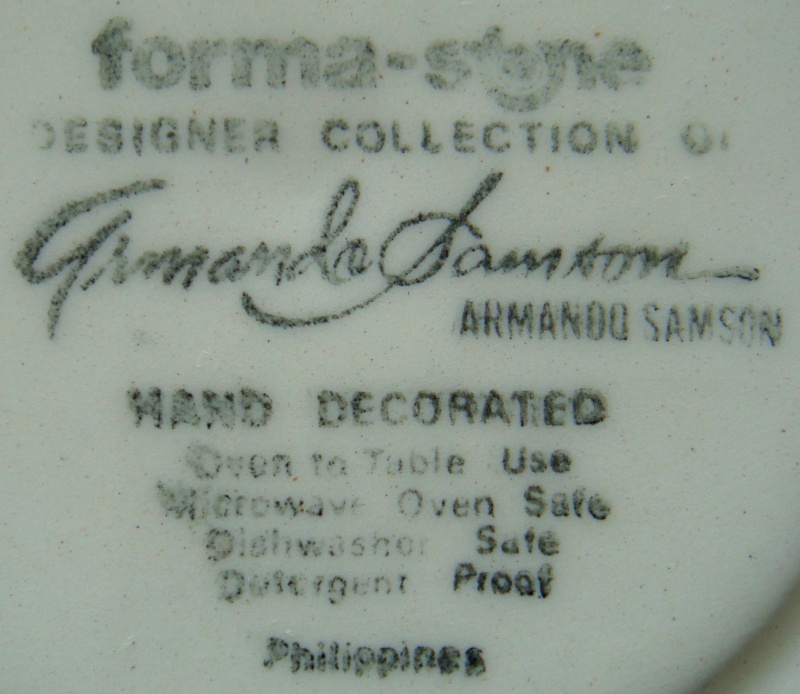 forma-signe
DESIGNER COLLECTION OF
Armando Samson
ARMANDO SAMSON
HAND DECORATED
Oven to Table Use
Microwave Oven Safe
Dishwasher Safe
Detergent Proof
Philippines